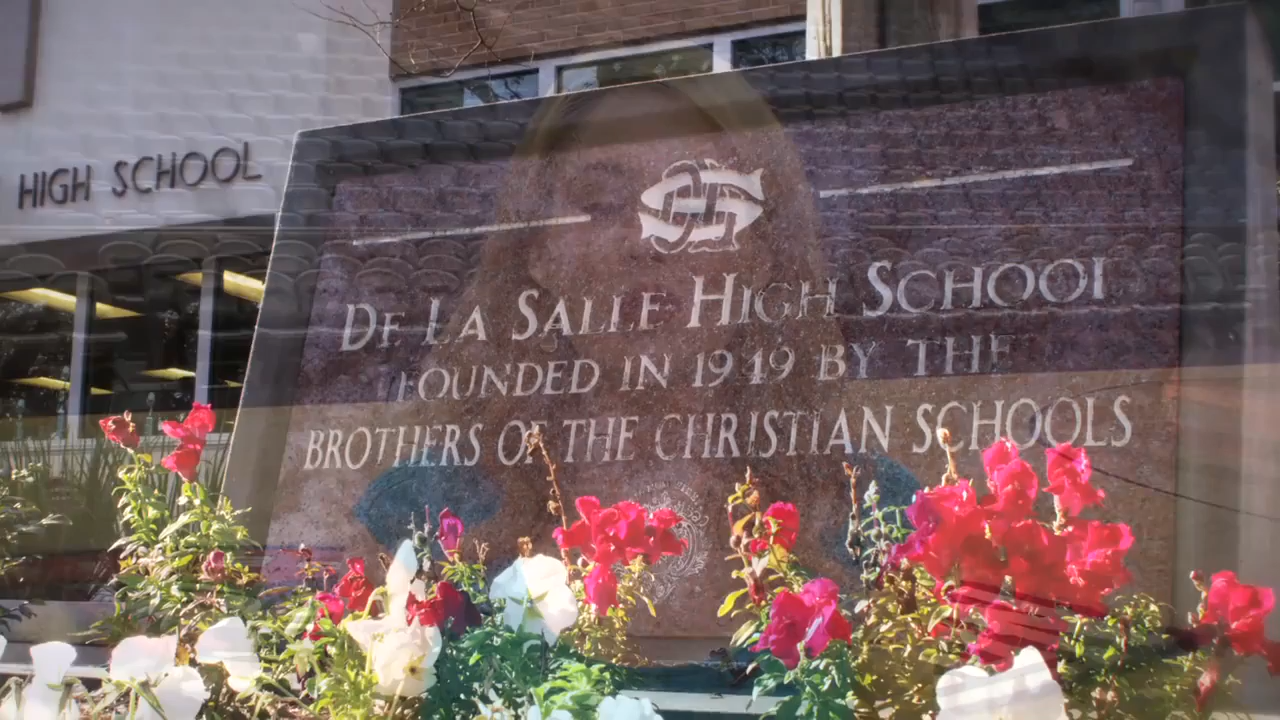 HIGH SCHOOL
DE LA SALLE HIGH SCHOOL
FOUNDED IN 1949 BY THE
BROTHERS OF THE CHRISTIAN SCHOOLS